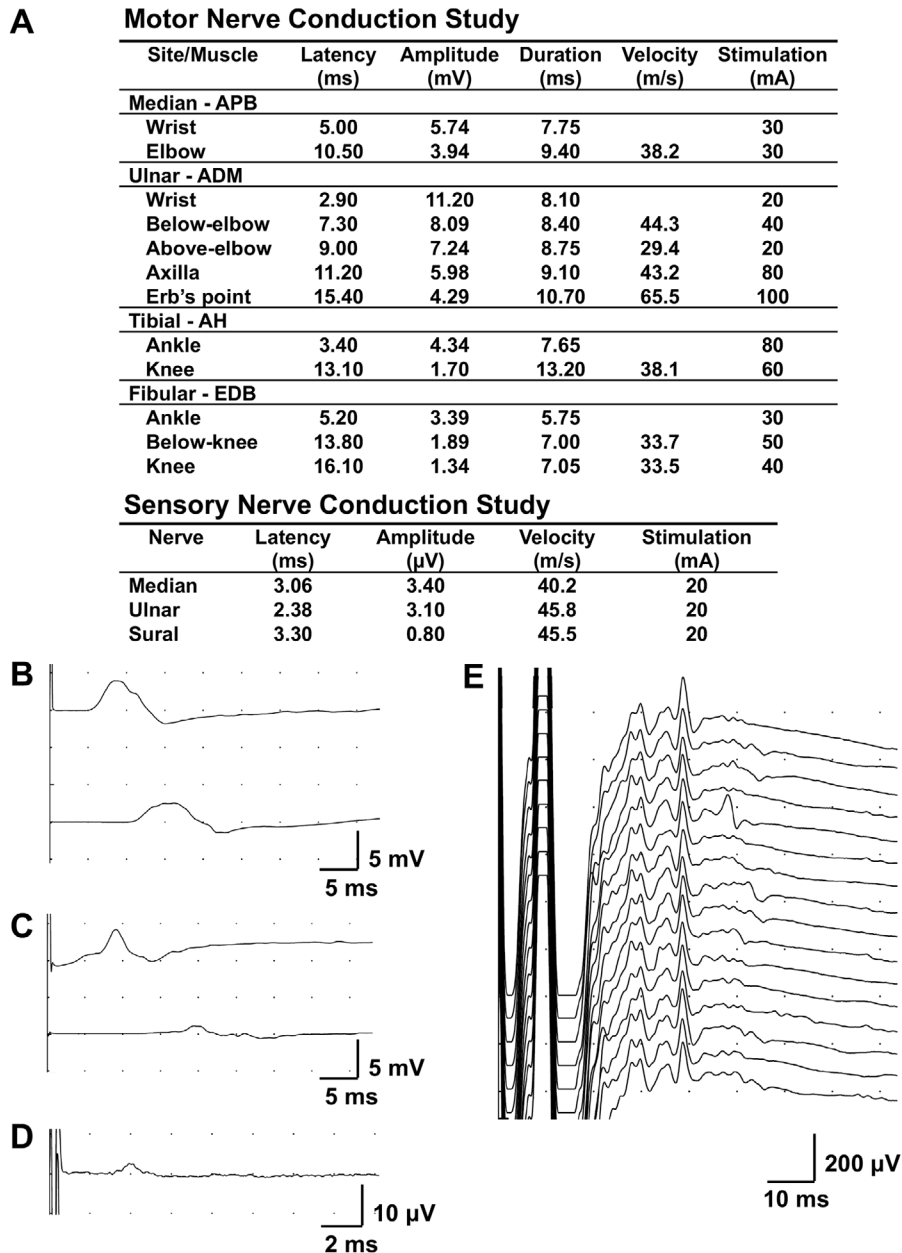 A
Motor Nerve Conduction Study
Site/Muscle Latency (ms) Amplitude (mV) Duration (ms) Velocity (m/s) Stimulation (mA)
Median - APB
Wrist 5.00 5.74 7.75 30
Elbow 10.50 3.94 9.40 38.2 30
Ulnar - ADM
Wrist 2.90 11.20 8.10 20
Below-elbow 7.30 8.09 8.40 44.3 40
Above-elbow 9.00 7.24 8.75 29.4 20
Axilla 11.20 5.98 9.10 43.2 80
Erb's point 15.40 4.29 10.70 65.5 100
Tibial - AH
Ankle 3.40 4.34 7.65 80
Knee 13.10 1.70 13.20 38.1 60
Fibular - EDB
Ankle 5.20 3.39 5.75 30
Below-knee 13.80 1.89 7.00 33.7 50
Knee 16.10 1.34 7.05 33.5 40
Sensory Nerve Conduction Study
Nerve Latency (ms) Amplitude (µV) Velocity (m/s) Stimulation (mA)
Median 3.06 3.40 40.2 20
Ulnar 2.38 3.10 45.8 20
Sural 3.30 0.80 45.5 20
B
5 mV
5 ms
C
5 mV
5 ms
D
10 µV
2 ms
E
200 µV
10 ms